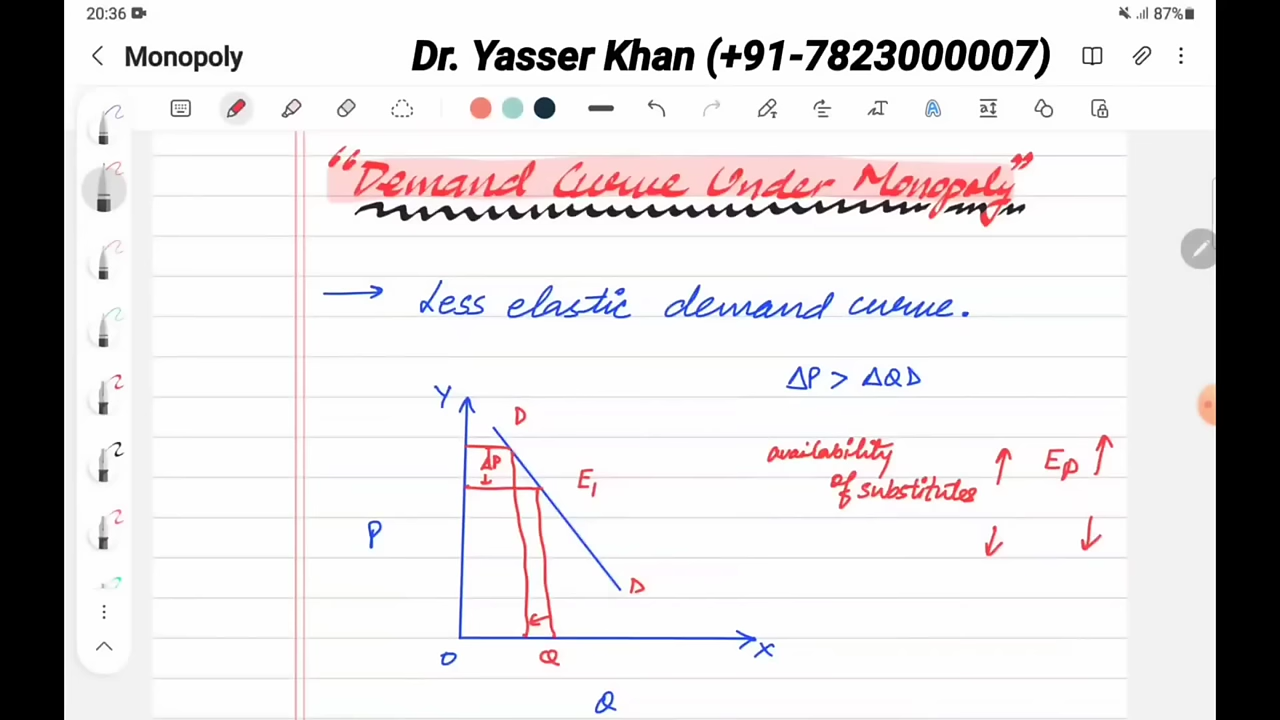 20:36 87%
Monopoly
Dr. Yasser Khan (+91-7823000007)
"Demand Curve Under Monopoly"
→ Less elastic demand curve.
ΔP > ΔQD
Y
D
availability ↑ Ep ↑
of substitutes
ΔP
E1
P
↓ ↓
D
O Q X
Q